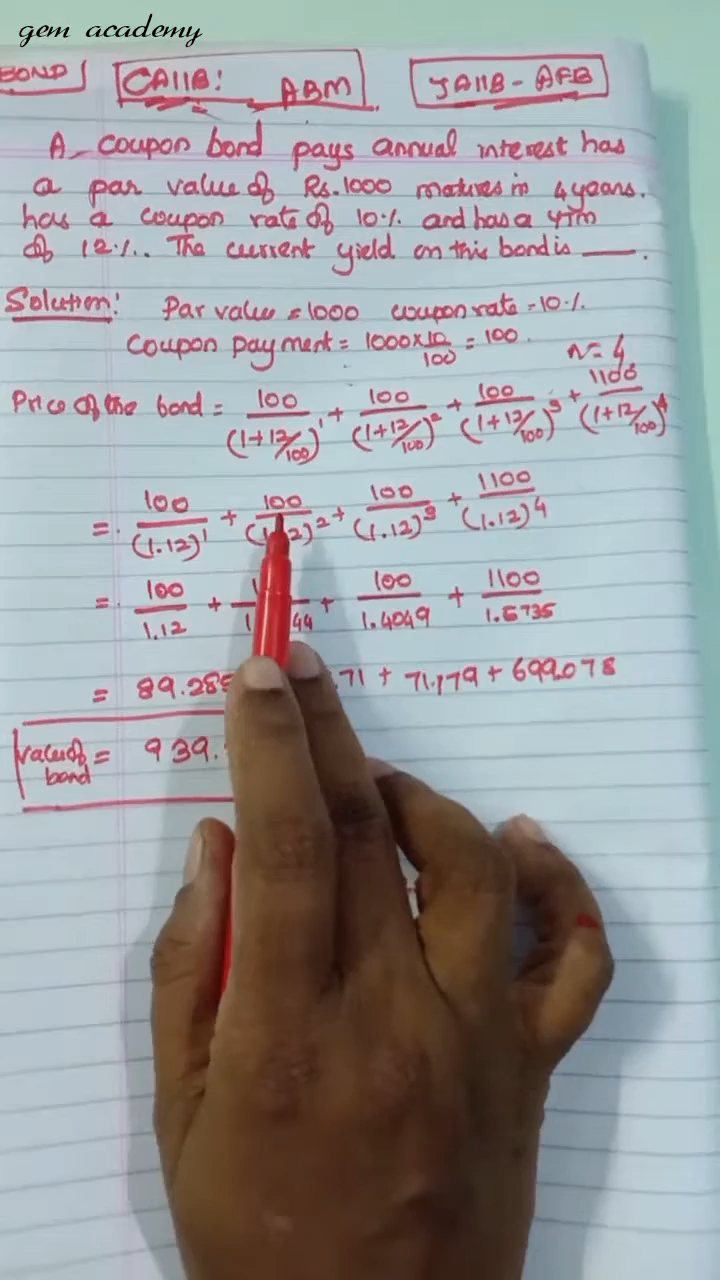 gem academy
BOND CAIIB: ABM JAIIB - AFB
A coupon bond pays annual interest has
a par value of Rs.1000 matures in 4 years.
has a coupon rate of 10% and has a YTM
of 12%. The current yield on this bond is ____.
Solution: Par value = 1000 coupon rate = 10%
Coupon payment = 1000 × 10/100 = 100. n = 4
Price of the bond = 100/(1+12/100)^1 + 100/(1+12/100)^2 + 100/(1+12/100)^3 + 1100/(1+12/100)^4
= 100/(1.12)^1 + 100/(1.12)^2 + 100/(1.12)^3 + 1100/(1.12)^4
= 100/1.12 + 1 44 + 100/1.4049 + 1100/1.5735
= 89.285 .71 + 71.179 + 699.078
Value of bond = 939.